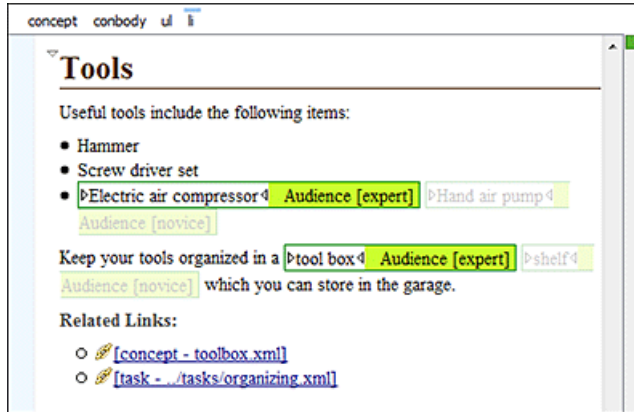 concept conbody ul li
Tools
Useful tools include the following items:
Hammer
Screw driver set
Electric air compressor Audience [expert] Hand air pump
Audience [novice]
Keep your tools organized in a tool box Audience [expert] shelf
Audience [novice] which you can store in the garage.
Related Links:
[concept - toolbox.xml]
[task - ../tasks/organizing.xml]